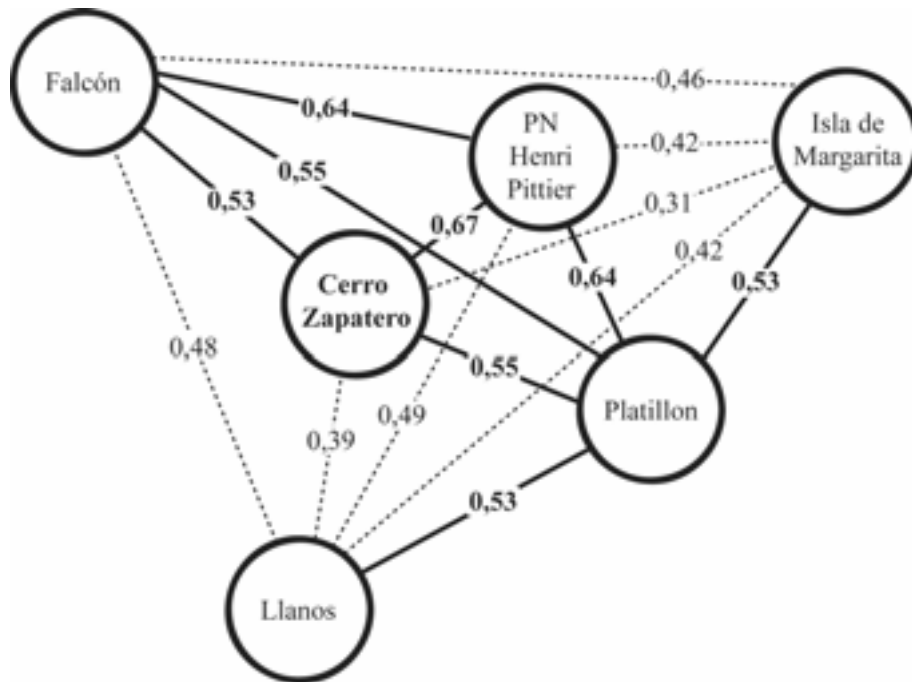 Falcón
0,46
Isla de
Margarita
0,64
PN
Henri
Pittier
0,42
0,55
0,53
0,67
0,31
0,42
Cerro
Zapatero
0,64
0,53
0,48
0,55
0,49
Platillon
0,39
0,53
Llanos